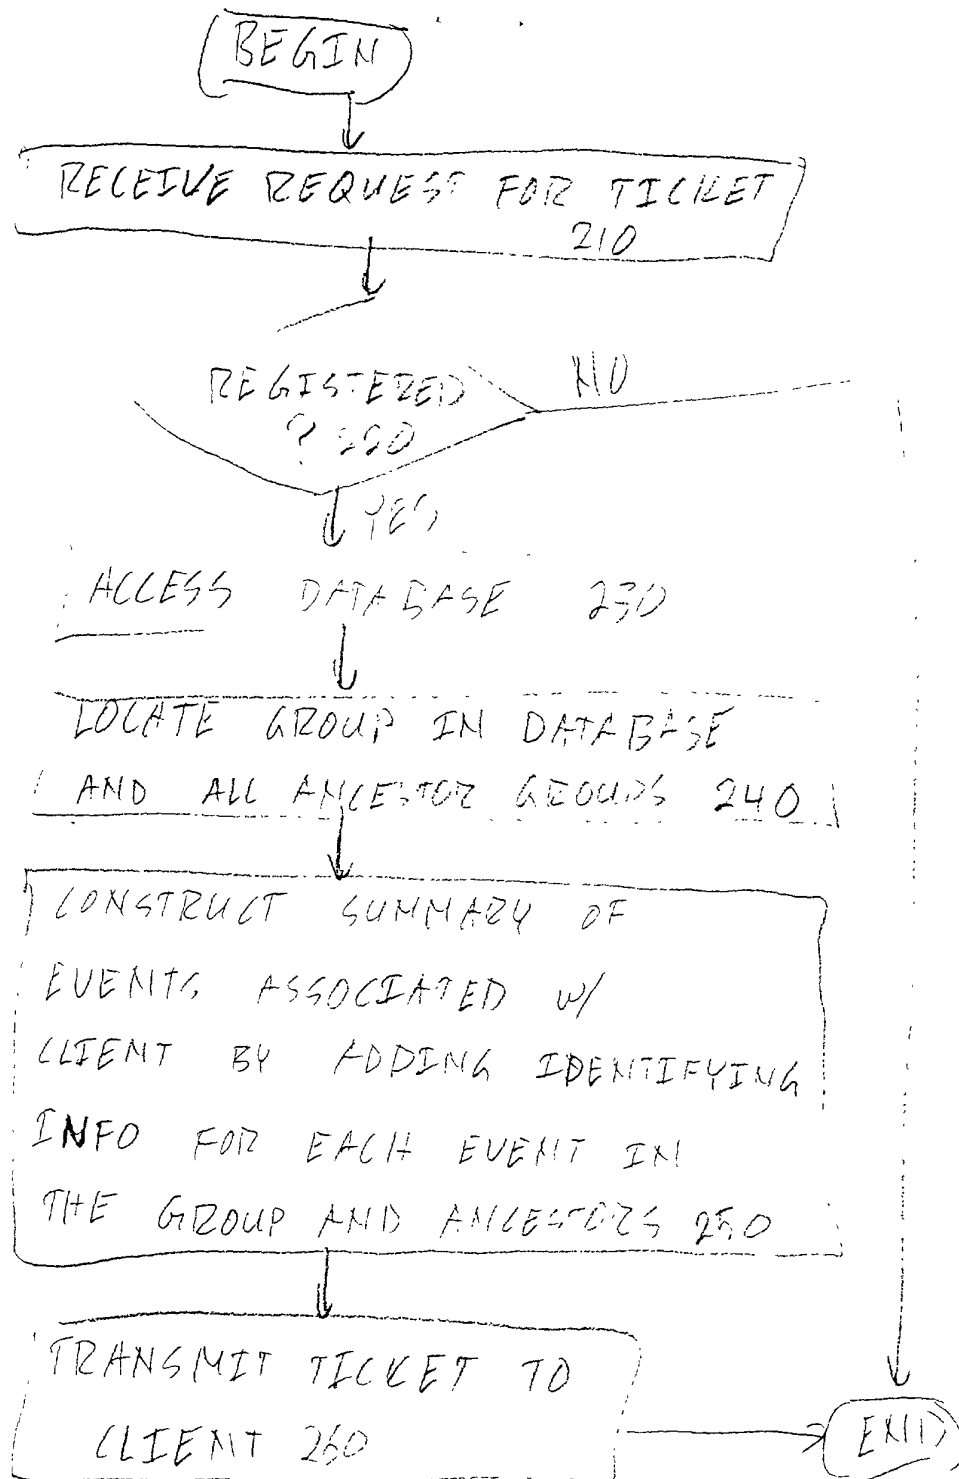 BEGIN
RECEIVE REQUEST FOR TICKET
210
REGISTERED
? 220
NO
YES
ACCESS DATABASE 230
LOCATE GROUP IN DATABASE
AND ALL ANCESTOR GROUPS 240
CONSTRUCT SUMMARY OF
EVENTS ASSOCIATED W/
CLIENT BY ADDING IDENTIFYING
INFO FOR EACH EVENT IN
THE GROUP AND ANCESTORS 250
TRANSMIT TICKET TO
CLIENT 260
END